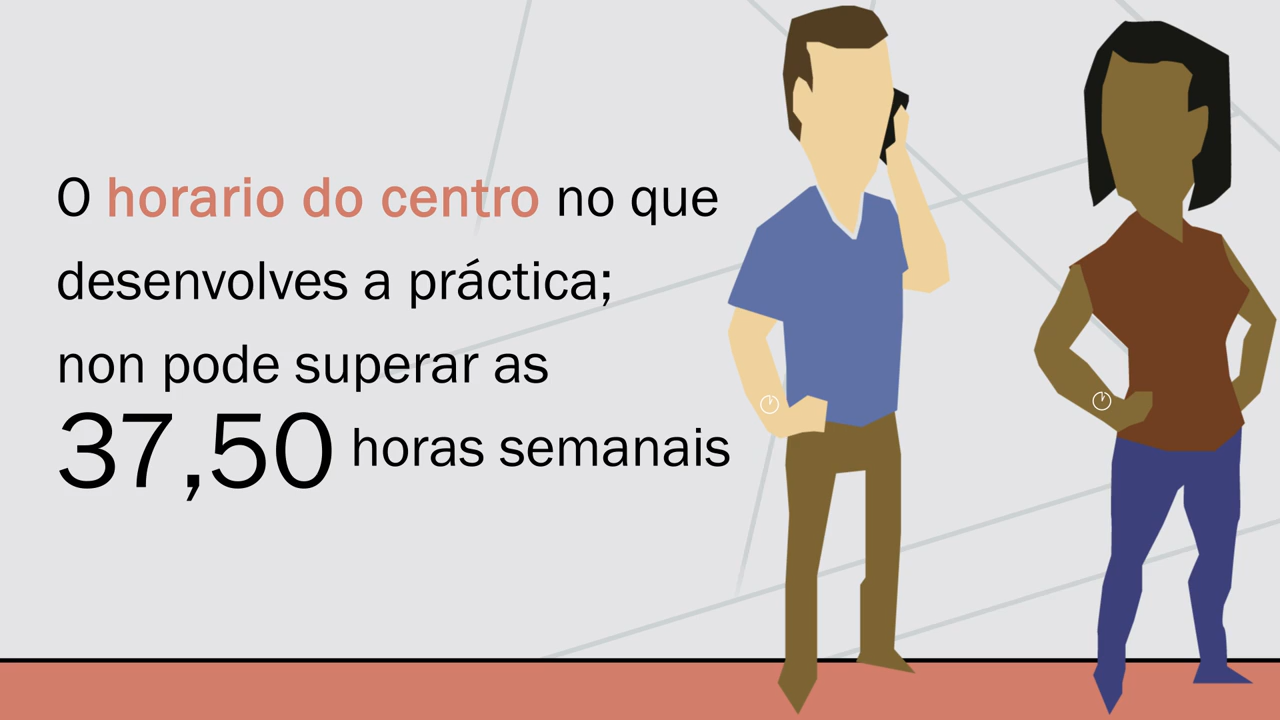 O horario do centro no que
desenvolves a práctica;
non pode superar as
37,50 horas semanais